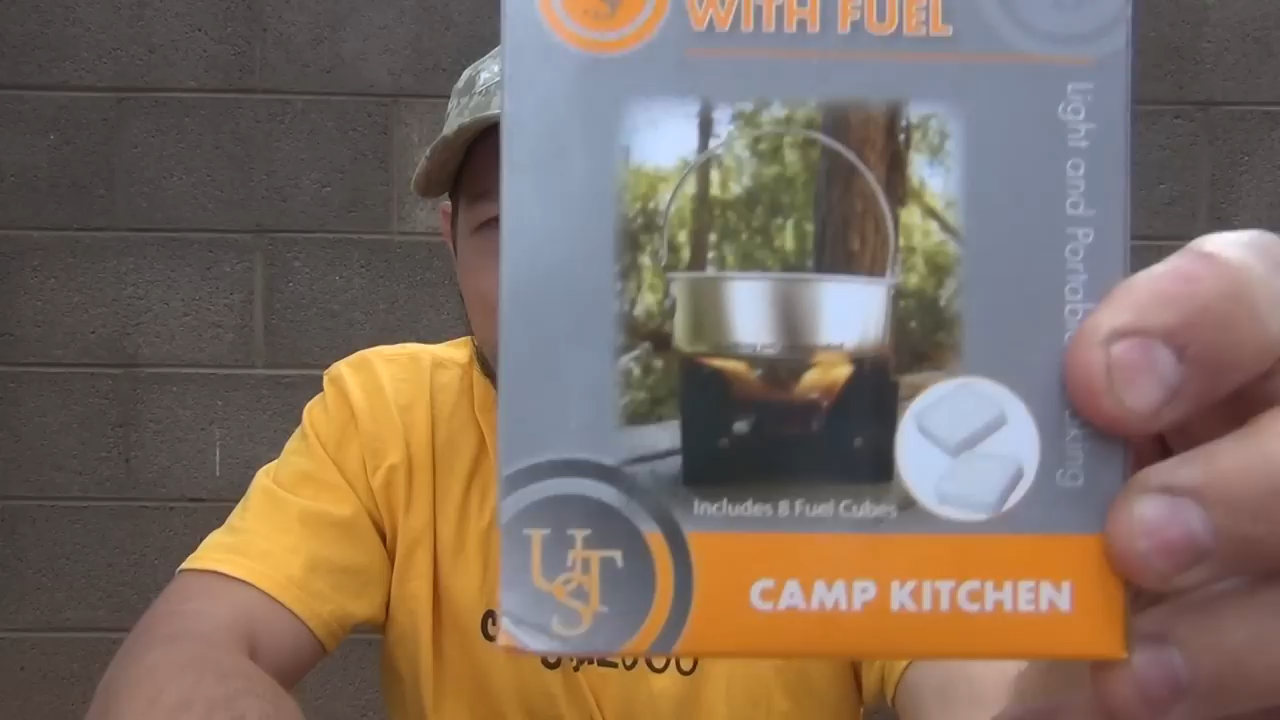 WITH FUEL
Light and Portable
Includes 8 Fuel Cubes
UST
CAMP KITCHEN